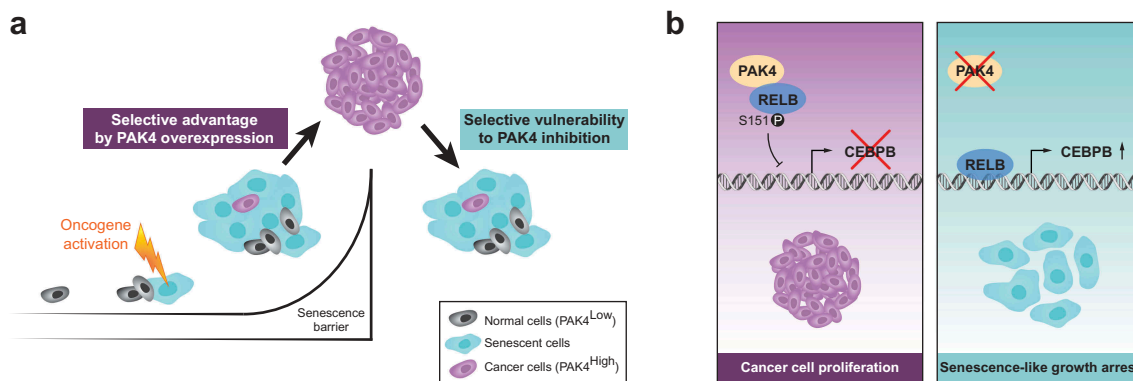 a
Selective advantage
by PAK4 overexpression
Selective vulnerability
to PAK4 inhibition
Oncogene
activation
Senescence
barrier
Normal cells (PAK4Low)
Senescent cells
Cancer cells (PAK4High)
b
PAK4
RELB
S151 P
CEBPB
Cancer cell proliferation
PAK4
RELB
CEBPB
Senescence-like growth arres